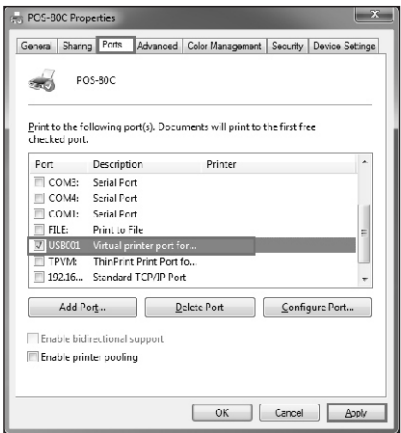 POS-80C Properties
General Sharing Ports Advanced Color Management Security Device Settings
POS-80C
Print to the following port(s). Documents will print to the first free
checked port.
Port Description Printer
COM3: Serial Port
COM4: Serial Port
COM1: Serial Port
FILE: Print to File
USB001 Virtual printer port for...
TPVM: ThinPrint Print Port fo...
192.16... Standard TCP/IP Port
Add Port... Delete Port Configure Port...
Enable bidirectional support
Enable printer pooling
OK Cancel Apply